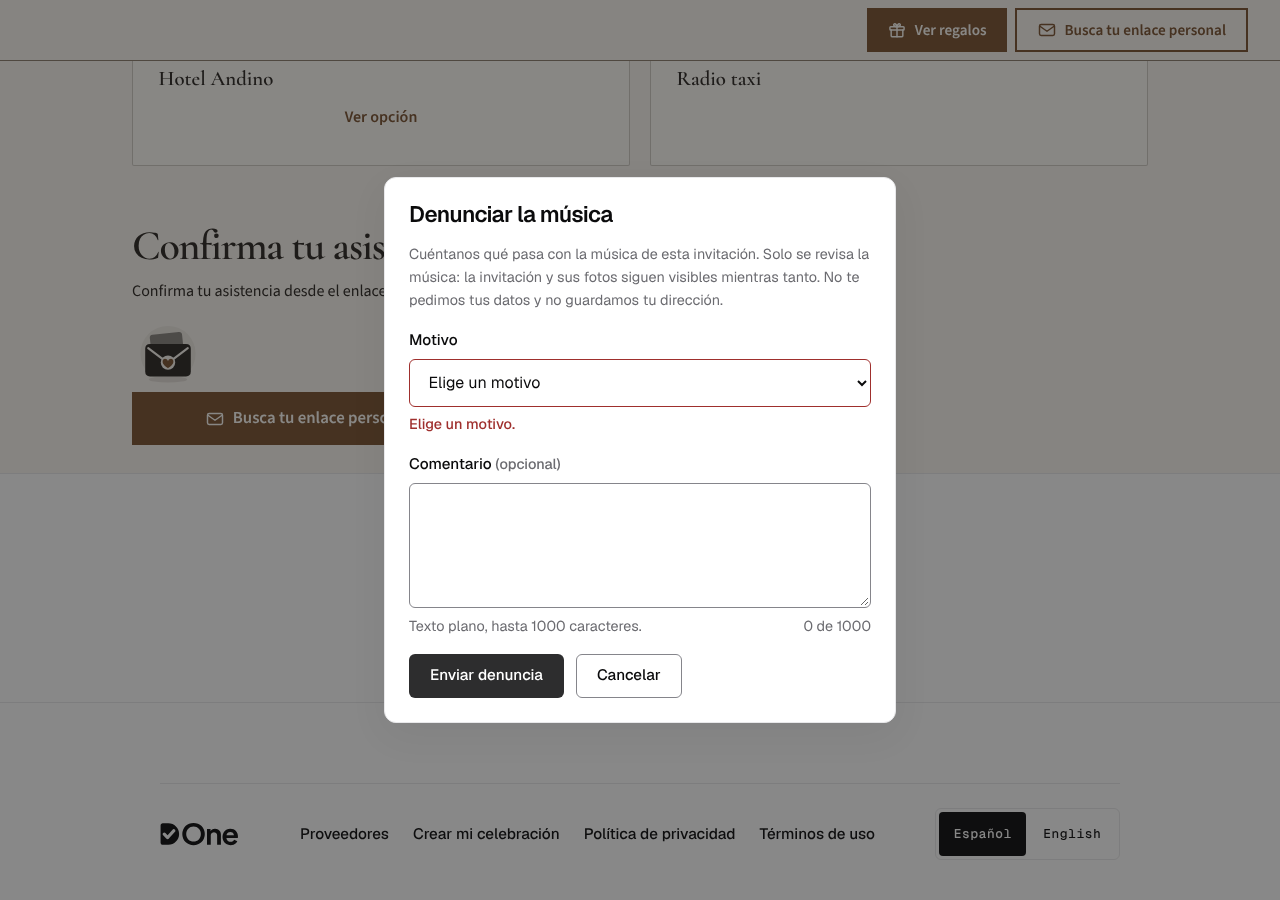 Ver regalos
Busca tu enlace personal
Hotel Andino
Radio taxi
Ver opción
Denunciar la música
Cuéntanos qué pasa con la música de esta invitación. Solo se revisa la
música: la invitación y sus fotos siguen visibles mientras tanto. No te
pedimos tus datos y no guardamos tu dirección.
Confirma tu asis
Confirma tu asistencia desde el enlace
Motivo
Elige un motivo
Elige un motivo.
Busca tu enlace perso
Comentario (opcional)
Texto plano, hasta 1000 caracteres.
0 de 1000
Enviar denuncia
Cancelar
One
Proveedores
Crear mi celebración
Política de privacidad
Términos de uso
Español
English